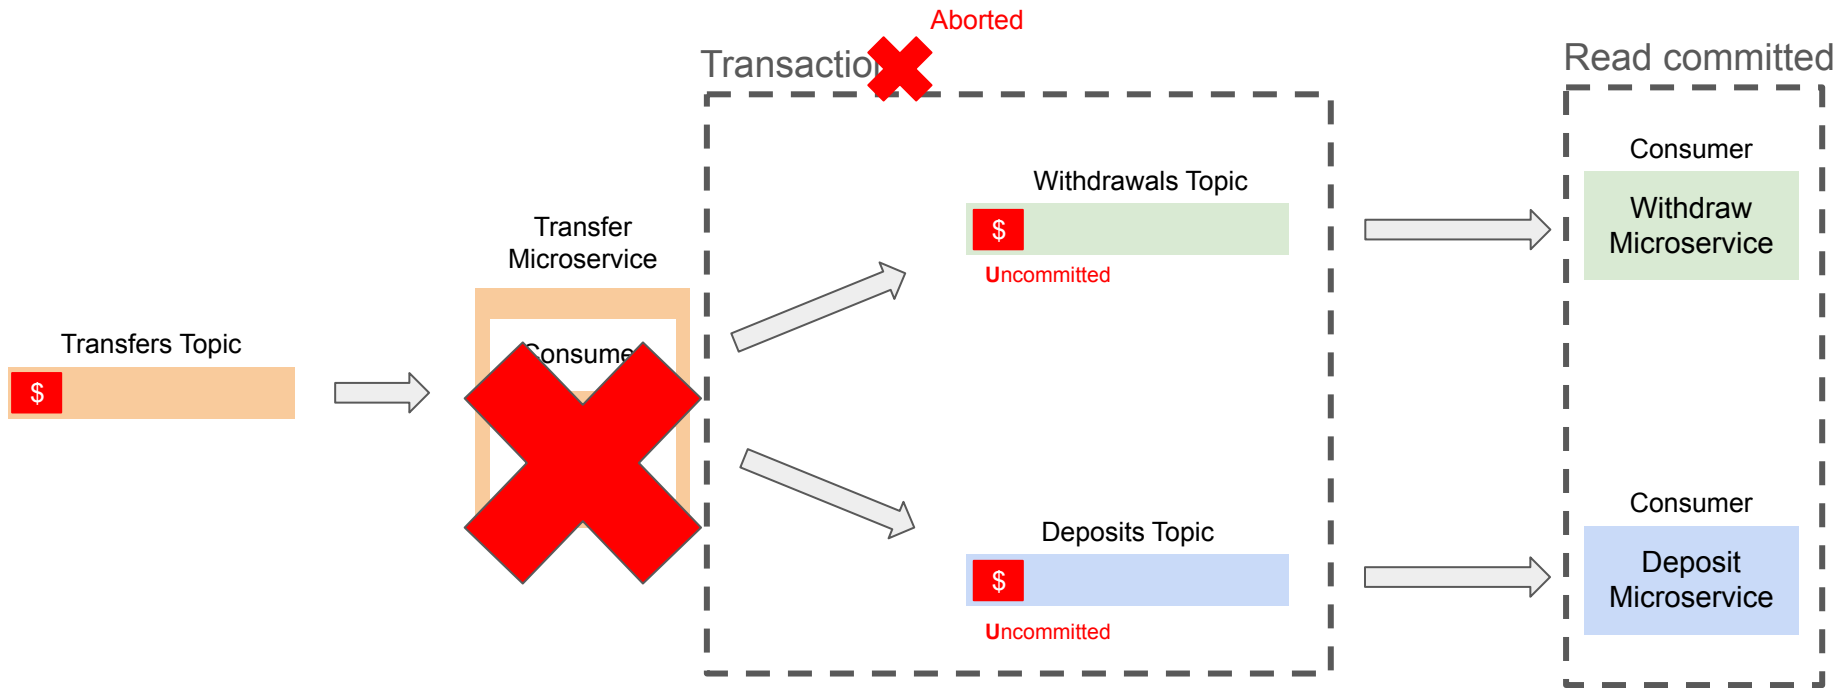 Aborted
Transactio
Read committed
Consumer
Withdrawals Topic
$
Withdraw
Microservice
Uncommitted
Transfer
Microservice
Consume
Transfers Topic
$
Deposits Topic
$
Uncommitted
Consumer
Deposit
Microservice